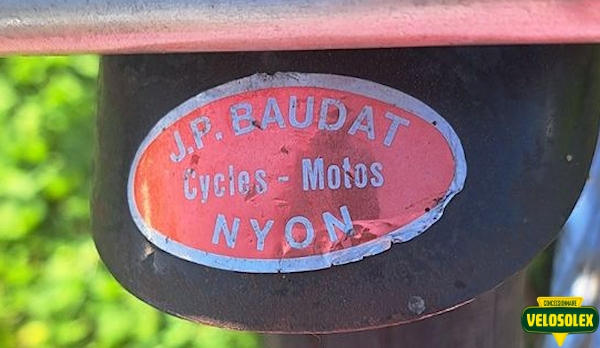 J.P. BAUDAT
Cycles - Motos
NYON
CONCESSIONNAIRE
VELOSOLEX